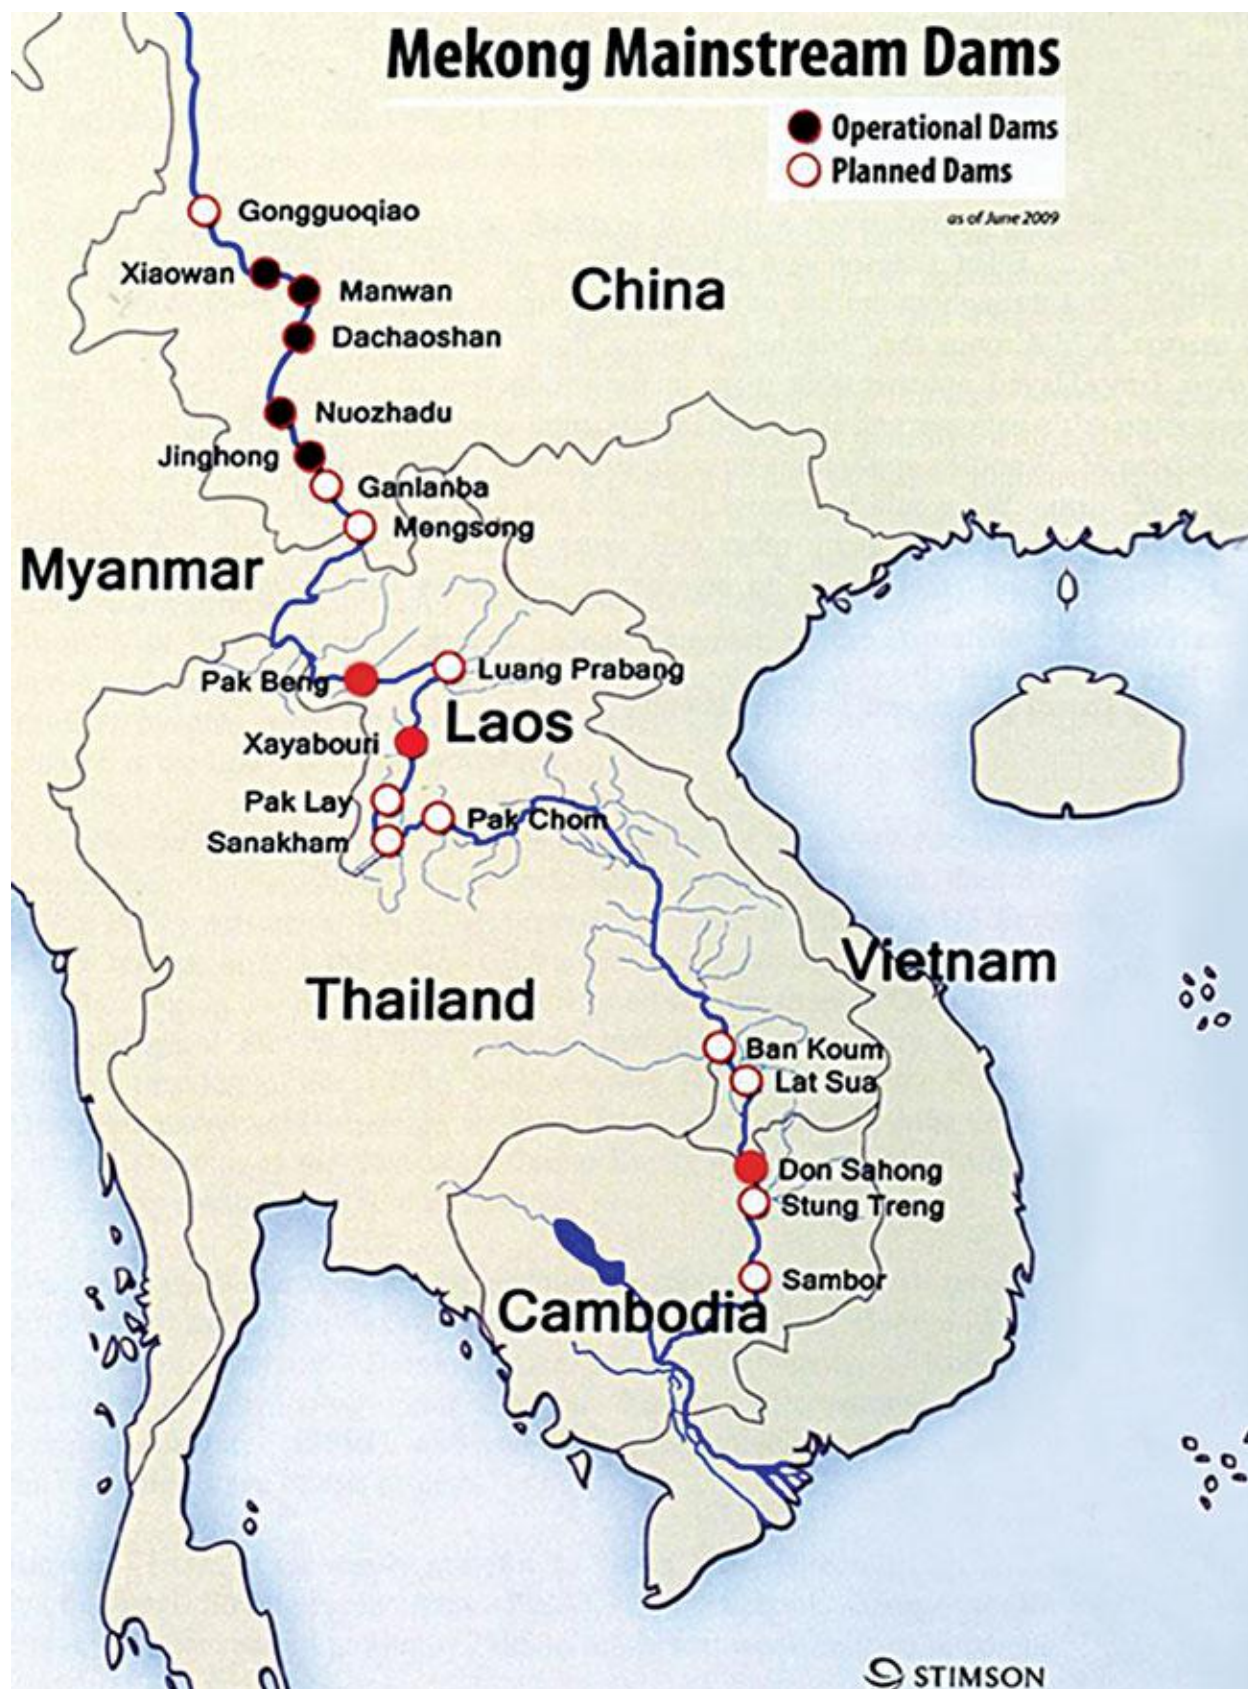 Mekong Mainstream Dams
Operational Dams
Planned Dams
as of June 2009
Gongguoqiao
Xiaowan
Manwan
China
Dachaoshan
Nuozhadu
Jinghong
Ganlanba
Mengsong
Myanmar
Pak Beng
Luang Prabang
Laos
Xayabouri
Pak Lay
Pak Chom
Sanakham
Vietnam
Thailand
Ban Koum
Lat Sua
Don Sahong
Stung Treng
Sambor
Cambodia
STIMSON